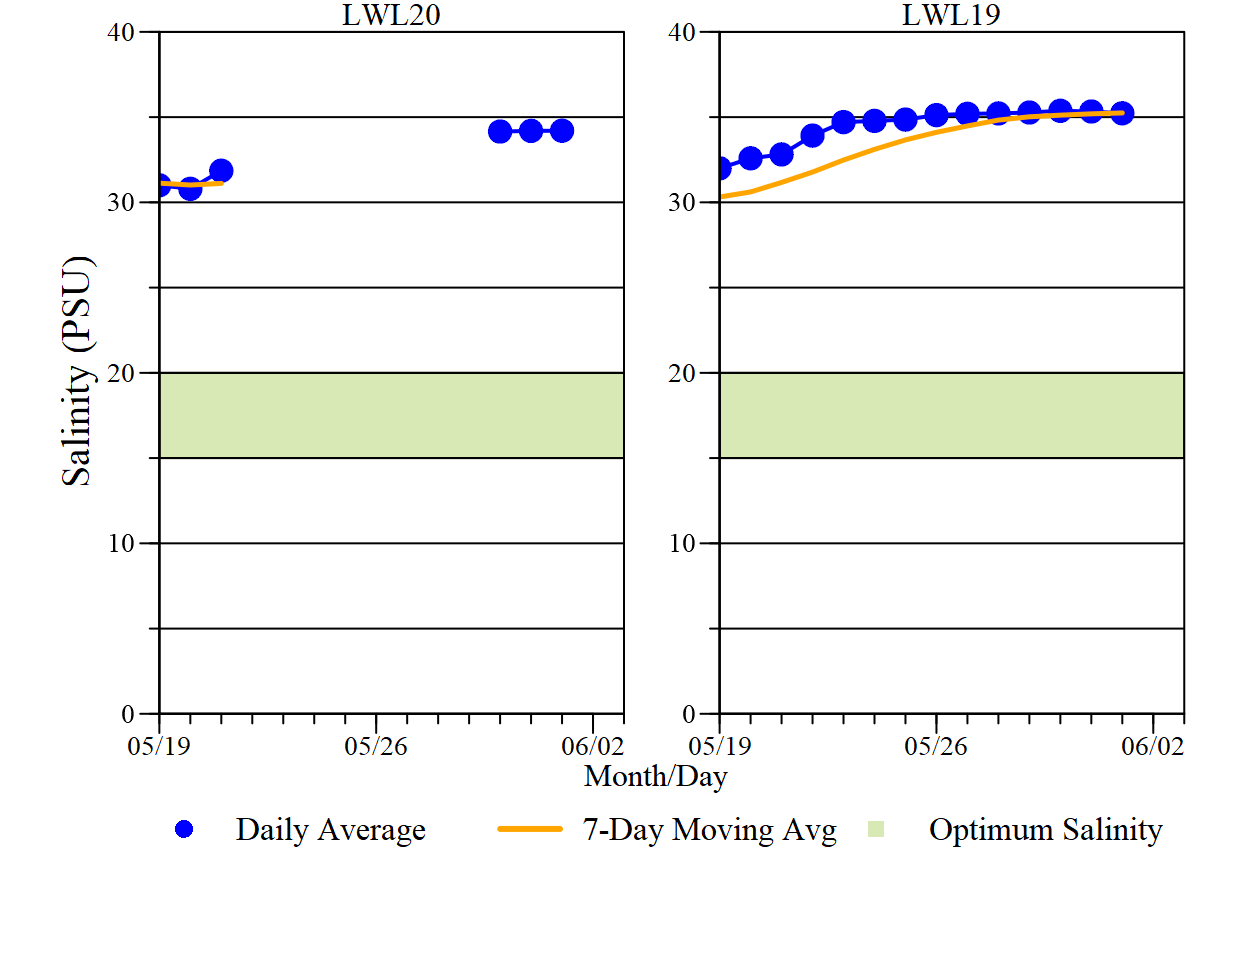 LWL20
LWL19
40
30
20
10
0
40
30
20
10
0
Salinity (PSU)
05/19
05/26
06/02
05/19
05/26
06/02
Month/Day
Daily Average
7-Day Moving Avg
Optimum Salinity